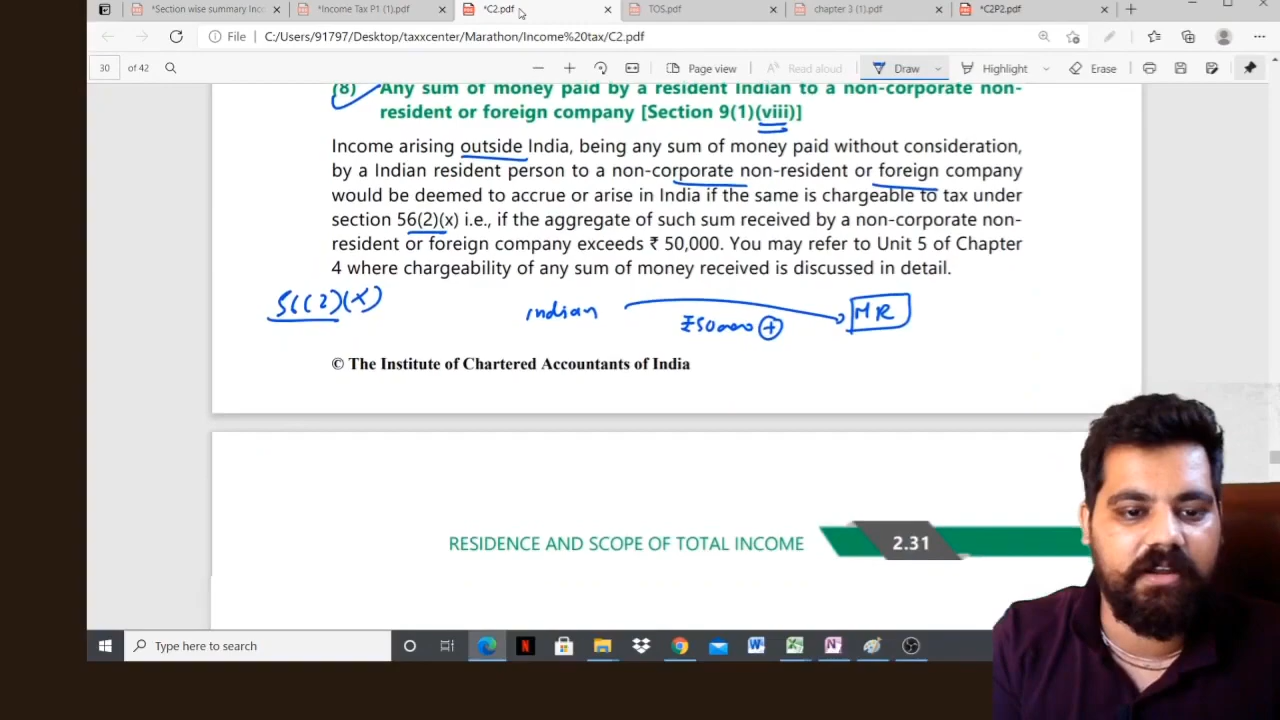 *Section wise summary Inc
*Income Tax P1 (1).pdf
*C2.pdf
TOS.pdf
chapter 3 (1).pdf
*C2P2.pdf
File
C:/Users/91797/Desktop/taxxcenter/Marathon/Income%20tax/C2.pdf
30 of 42
Page view
Read aloud
Draw
Highlight
Erase
(8) Any sum of money paid by a resident Indian to a non-corporate non-
resident or foreign company [Section 9(1)(viii)]
Income arising outside India, being any sum of money paid without consideration,
by a Indian resident person to a non-corporate non-resident or foreign company
would be deemed to accrue or arise in India if the same is chargeable to tax under
section 56(2)(x) i.e., if the aggregate of such sum received by a non-corporate non-
resident or foreign company exceeds ₹ 50,000. You may refer to Unit 5 of Chapter
4 where chargeability of any sum of money received is discussed in detail.
56(2)(x)
indian
₹50000 +
NR
© The Institute of Chartered Accountants of India
RESIDENCE AND SCOPE OF TOTAL INCOME
2.31
Type here to search